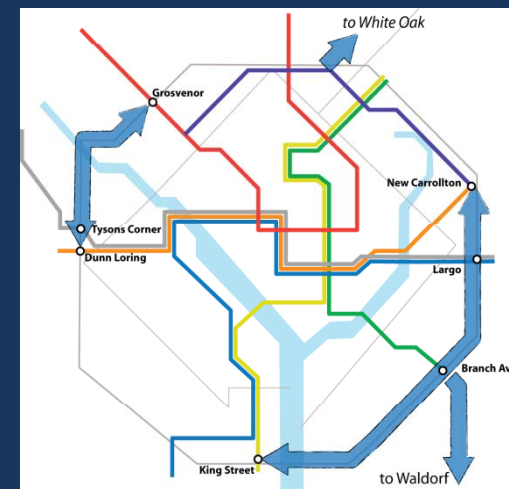 to White Oak
Grosvenor
New Carrollton
Tysons Corner
Dunn Loring
Largo
Branch Av
King Street
to Waldorf